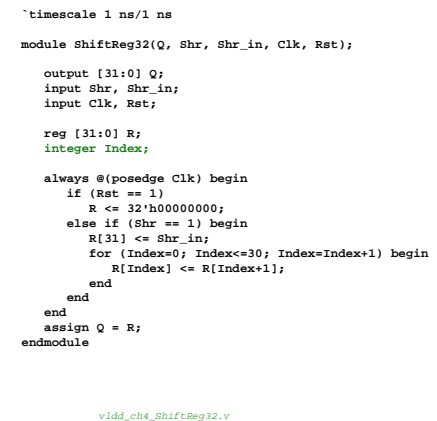 `timescale 1 ns/1 ns
module ShiftReg32(Q, Shr, Shr_in, Clk, Rst);
output [31:0] Q;
input Shr, Shr_in;
input Clk, Rst;
reg [31:0] R;
integer Index;
always @(posedge Clk) begin
if (Rst == 1)
R <= 32'h00000000;
else if (Shr == 1) begin
R[31] <= Shr_in;
for (Index=0; Index<=30; Index=Index+1) begin
R[Index] <= R[Index+1];
end
end
end
assign Q = R;
endmodule
vldd_ch4_ShiftReg32.v